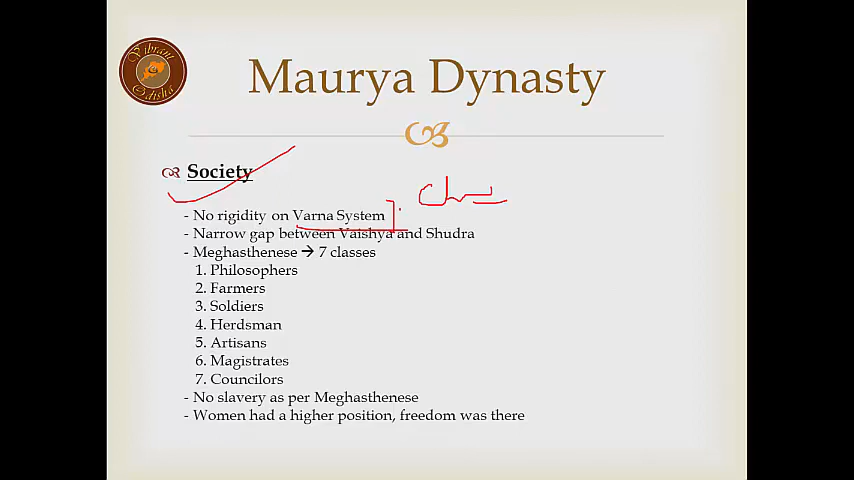 Vibrant
Odisha
Maurya Dynasty
Society
- No rigidity on Varna System
- Narrow gap between Vaishya and Shudra
- Meghasthenese → 7 classes
1. Philosophers
2. Farmers
3. Soldiers
4. Herdsman
5. Artisans
6. Magistrates
7. Councilors
- No slavery as per Meghasthenese
- Women had a higher position, freedom was there